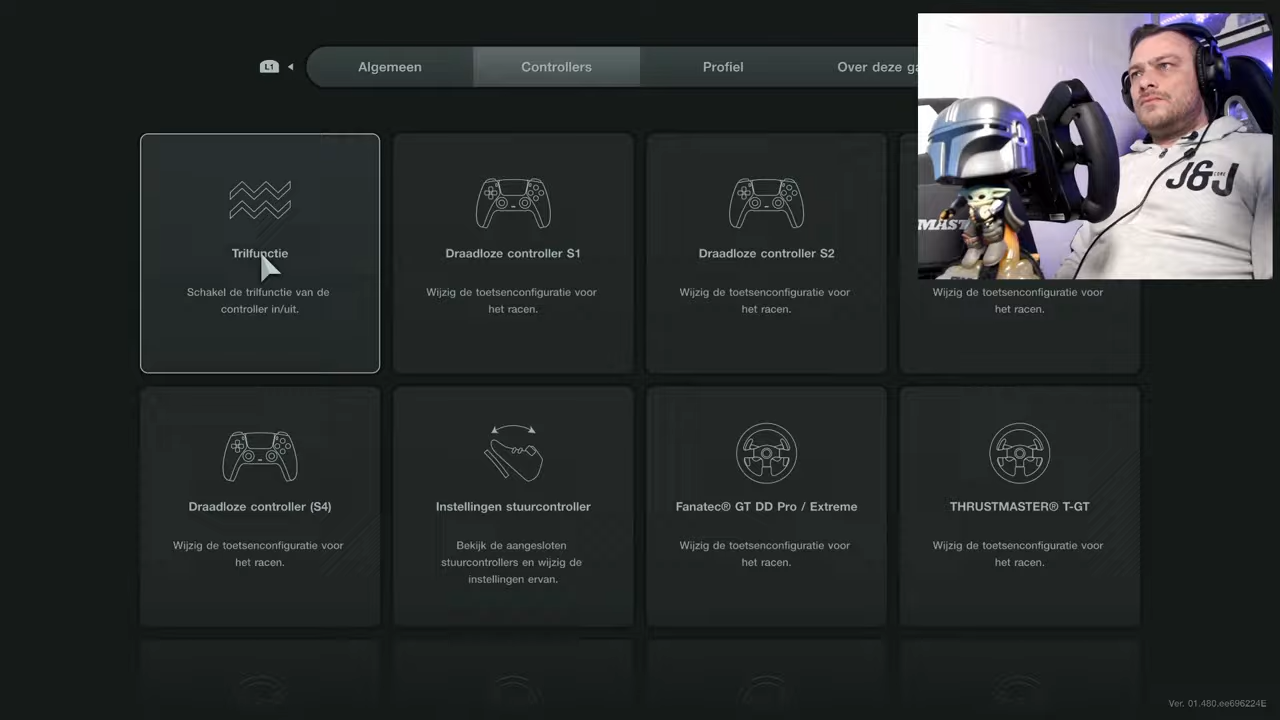 L1
Algemeen
Controllers
Profiel
Over deze ga
Trilfunctie
Schakel de trilfunctie van de
controller in/uit.
Draadloze controller S1
Wijzig de toetsenconfiguratie voor
het racen.
Draadloze controller S2
Wijzig de toetsenconfiguratie voor
het racen.
Wijzig de toetsenconfiguratie voor
het racen.
J&J
MAST
Draadloze controller (S4)
Wijzig de toetsenconfiguratie voor
het racen.
Instellingen stuurcontroller
Bekijk de aangesloten
stuurcontrollers en wijzig de
instellingen ervan.
Fanatec® GT DD Pro / Extreme
Wijzig de toetsenconfiguratie voor
het racen.
THRUSTMASTER® T-GT
Wijzig de toetsenconfiguratie voor
het racen.
Ver. 01.480.ee696224E